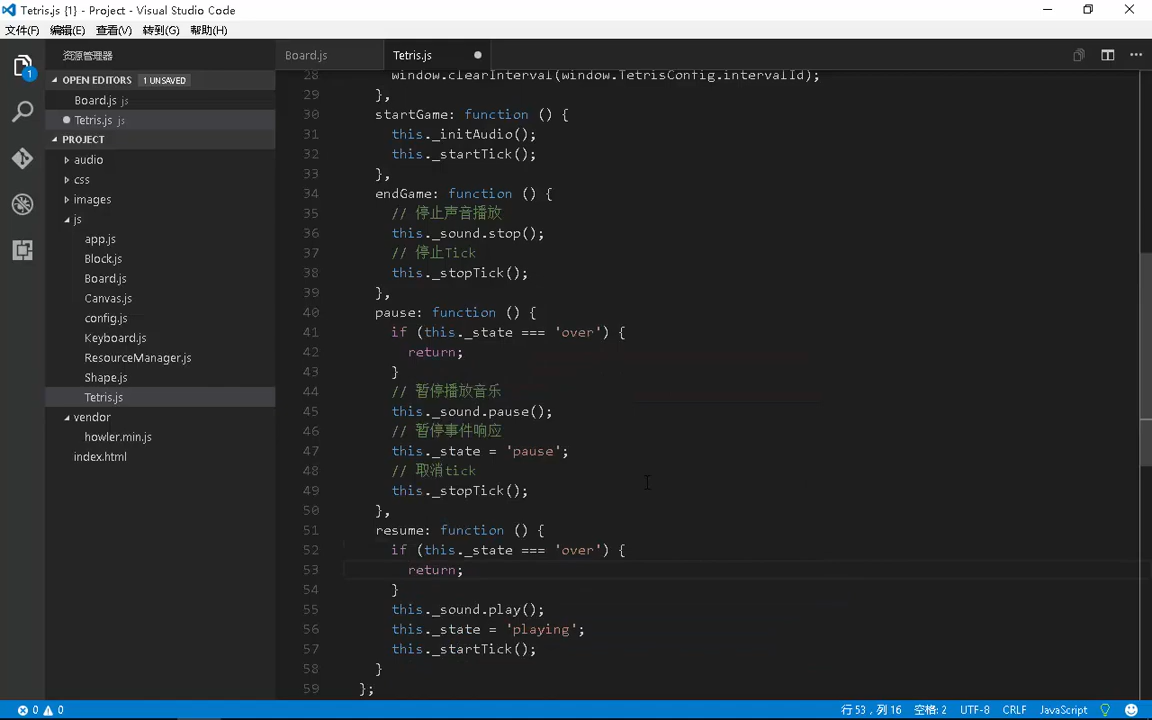 Tetris.js {1} - Project - Visual Studio Code
文件(F) 编辑(E) 查看(V) 转到(G) 帮助(H)
资源管理器
OPEN EDITORS 1 UNSAVED
Board.js js
Tetris.js js
PROJECT
audio
css
images
js
app.js
Block.js
Board.js
Canvas.js
config.js
Keyboard.js
ResourceManager.js
Shape.js
Tetris.js
vendor
howler.min.js
index.html
1
Board.js Tetris.js
28 window.clearInterval(window.TetrisConfig.intervalId);
29 },
30 startGame: function () {
31 this._initAudio();
32 this._startTick();
33 },
34 endGame: function () {
35 // 停止声音播放
36 this._sound.stop();
37 // 停止Tick
38 this._stopTick();
39 },
40 pause: function () {
41 if (this._state === 'over') {
42 return;
43 }
44 // 暂停播放音乐
45 this._sound.pause();
46 // 暂停事件响应
47 this._state = 'pause';
48 // 取消tick
49 this._stopTick();
50 },
51 resume: function () {
52 if (this._state === 'over') {
53 return;
54 }
55 this._sound.play();
56 this._state = 'playing';
57 this._startTick();
58 }
59 };
0 0 行 53，列 16 空格: 2 UTF-8 CRLF JavaScript